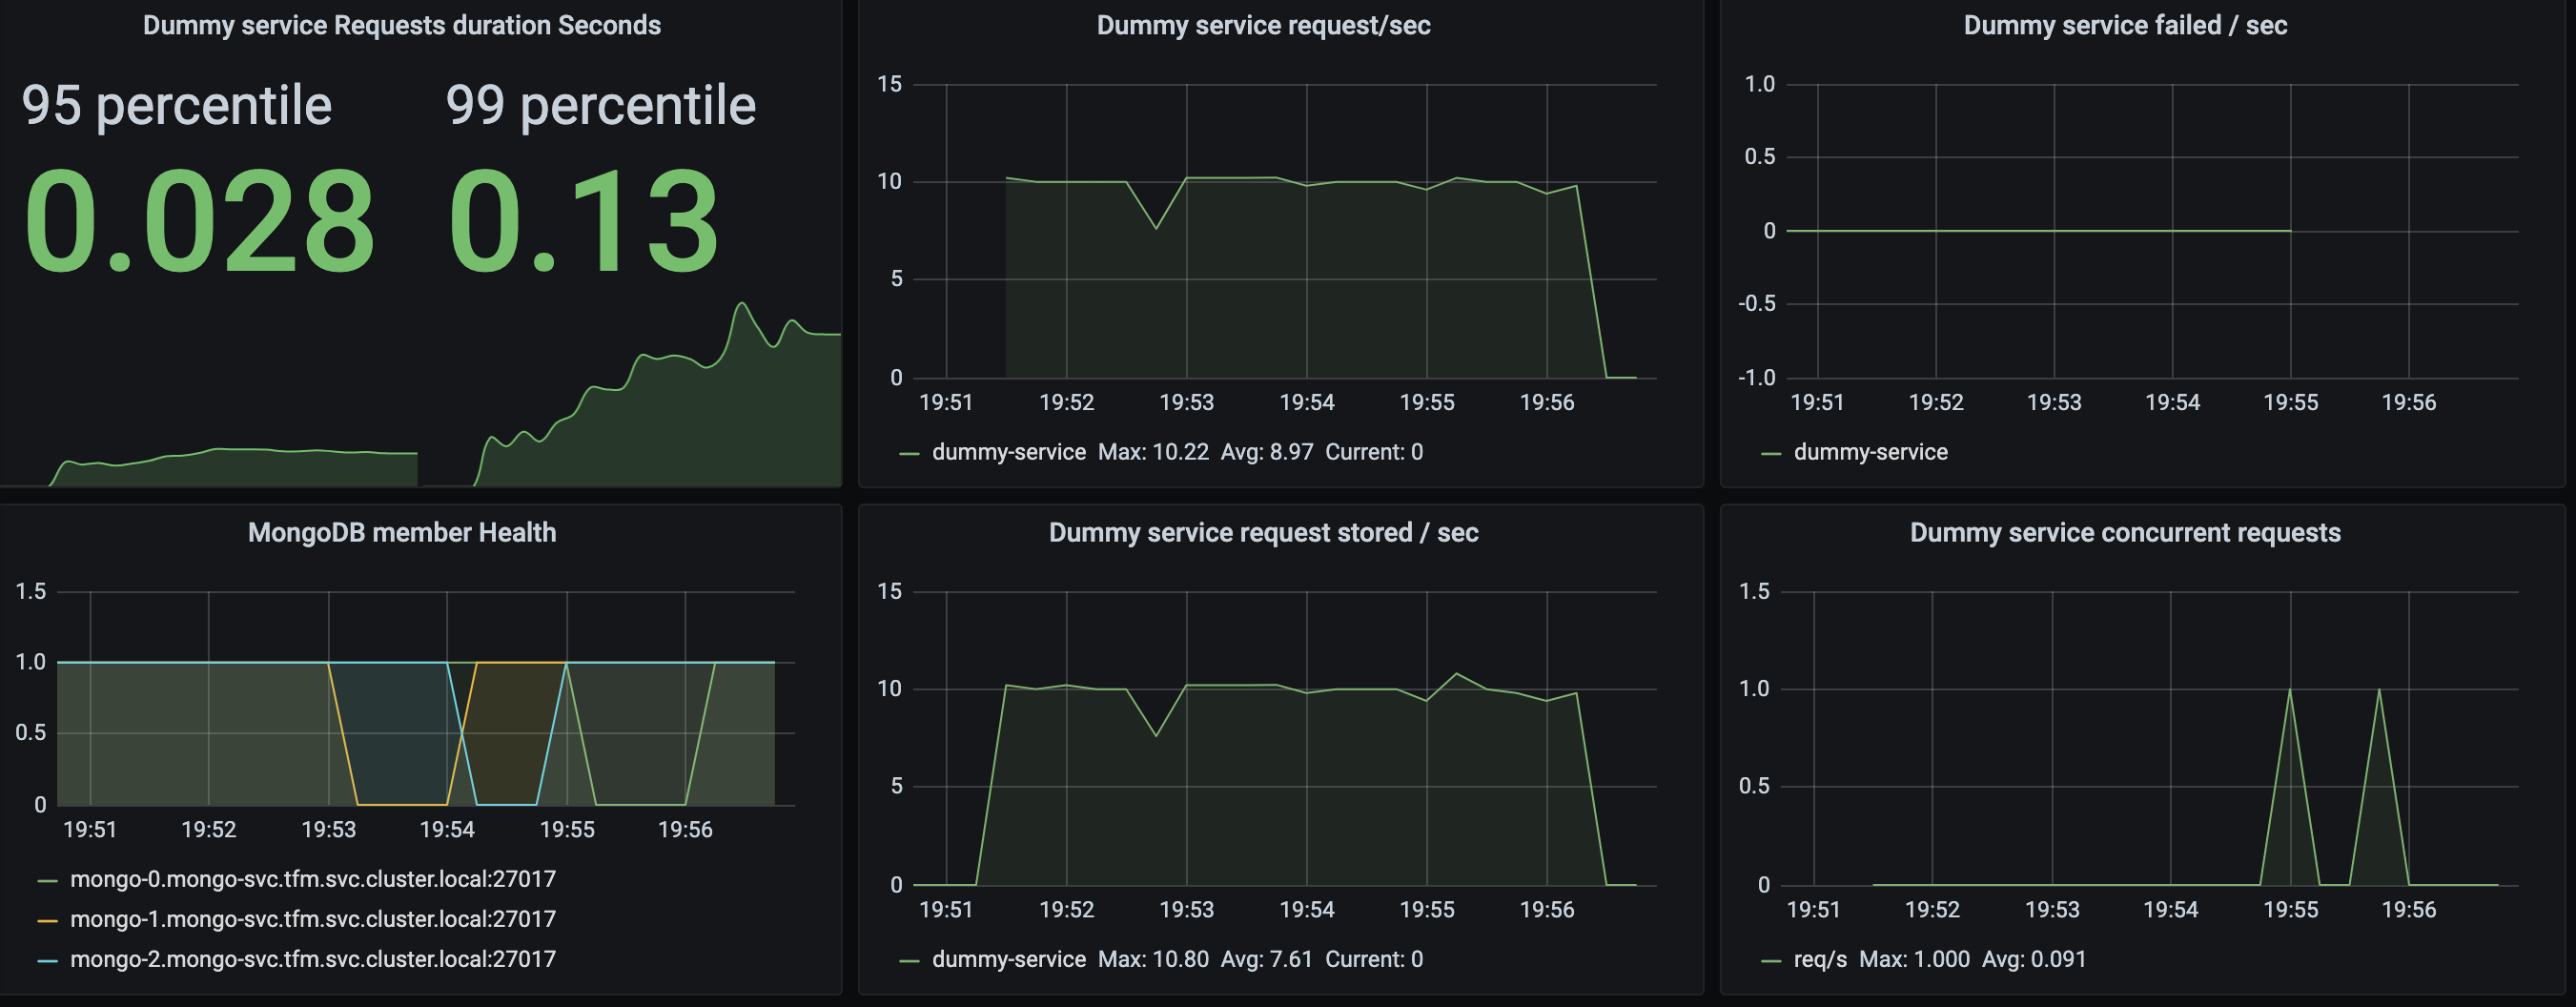 Dummy service Requests duration Seconds
95 percentile
0.028
99 percentile
0.13
Dummy service request/sec
15
10
5
0
19:51 19:52 19:53 19:54 19:55 19:56
dummy-service Max: 10.22 Avg: 8.97 Current: 0
Dummy service failed / sec
1.0
0.5
0
-0.5
-1.0
19:51 19:52 19:53 19:54 19:55 19:56
dummy-service
MongoDB member Health
1.5
1.0
0.5
0
19:51 19:52 19:53 19:54 19:55 19:56
mongo-0.mongo-svc.tfm.svc.cluster.local:27017
mongo-1.mongo-svc.tfm.svc.cluster.local:27017
mongo-2.mongo-svc.tfm.svc.cluster.local:27017
Dummy service request stored / sec
15
10
5
0
19:51 19:52 19:53 19:54 19:55 19:56
dummy-service Max: 10.80 Avg: 7.61 Current: 0
Dummy service concurrent requests
1.5
1.0
0.5
0
19:51 19:52 19:53 19:54 19:55 19:56
req/s Max: 1.000 Avg: 0.091